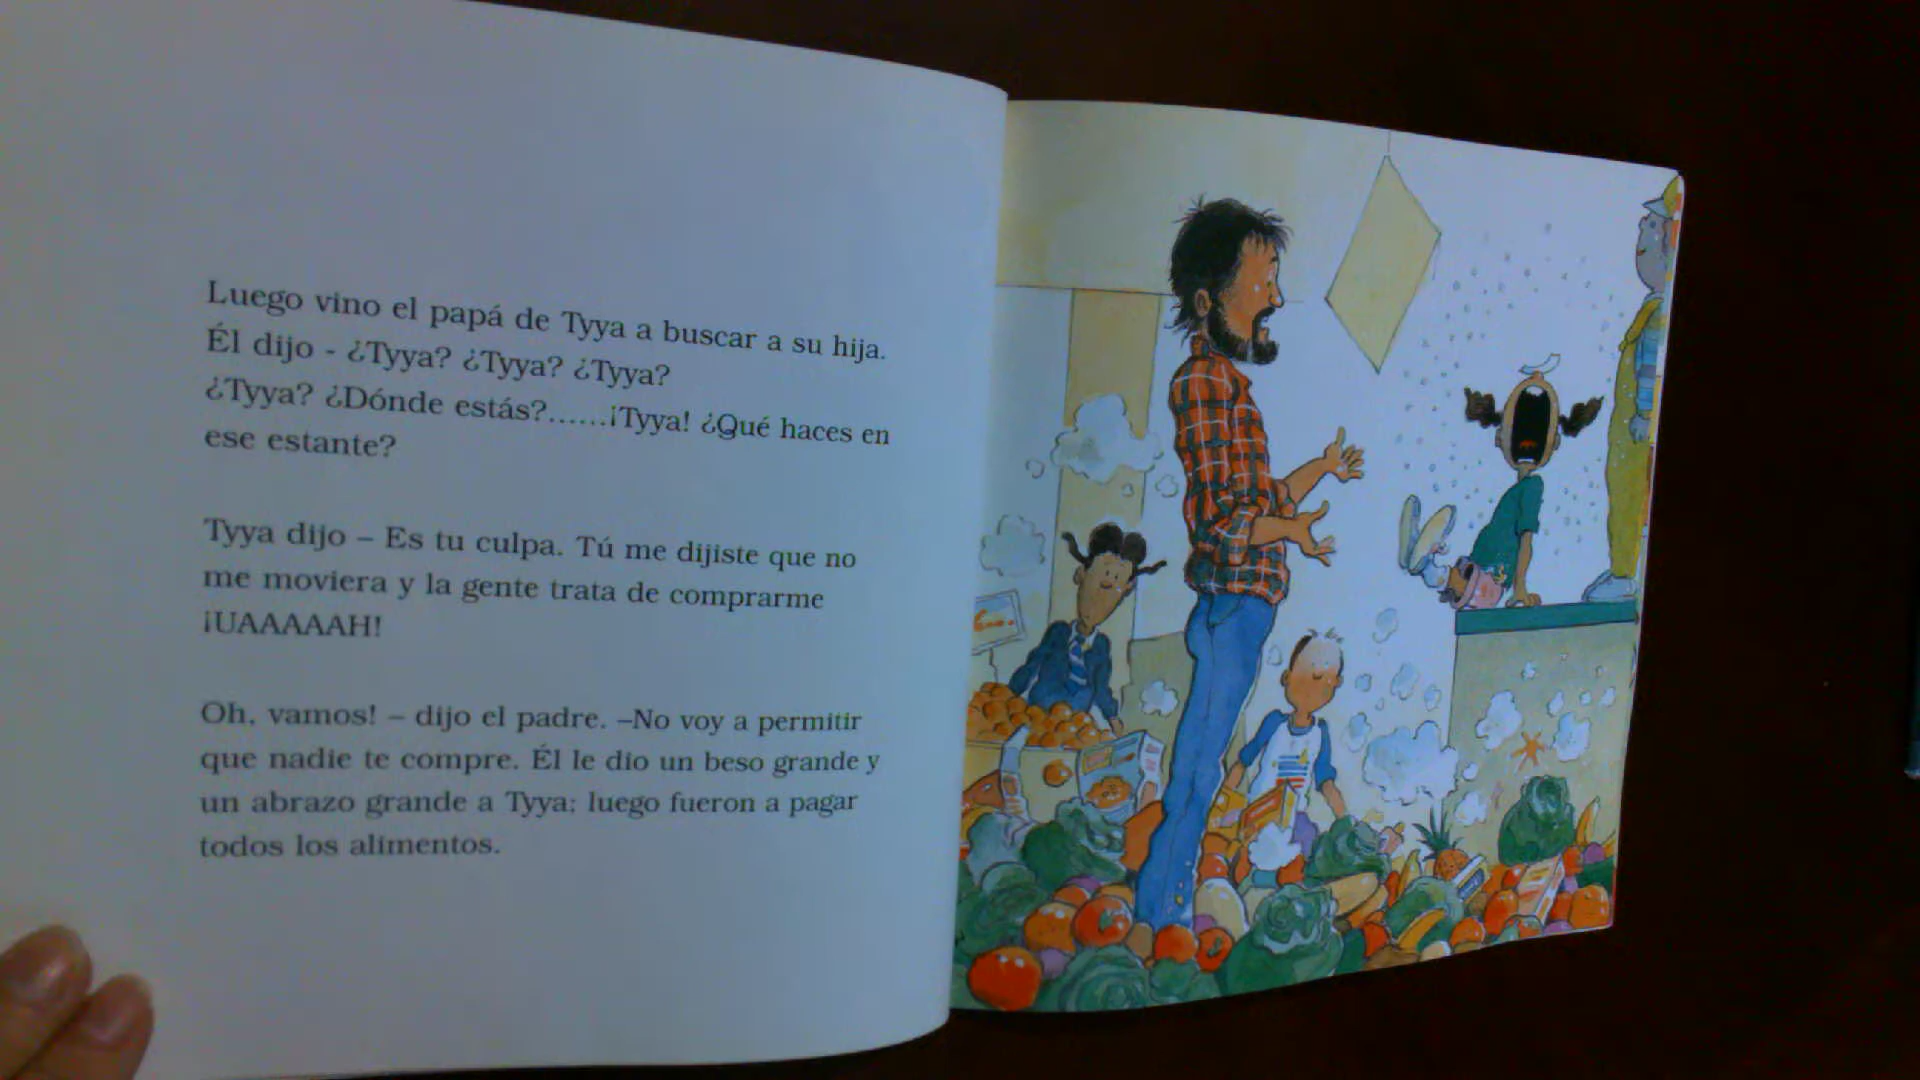 Luego vino el papá de Tyya a buscar a su hija.
Él dijo - ¿Tyya? ¿Tyya? ¿Tyya?
¿Tyya? ¿Dónde estás?......¡Tyya! ¿Qué haces en
ese estante?
Tyya dijo – Es tu culpa. Tú me dijiste que no
me moviera y la gente trata de comprarme
¡UAAAAAH!
Oh, vamos! – dijo el padre. –No voy a permitir
que nadie te compre. Él le dio un beso grande y
un abrazo grande a Tyya; luego fueron a pagar
todos los alimentos.